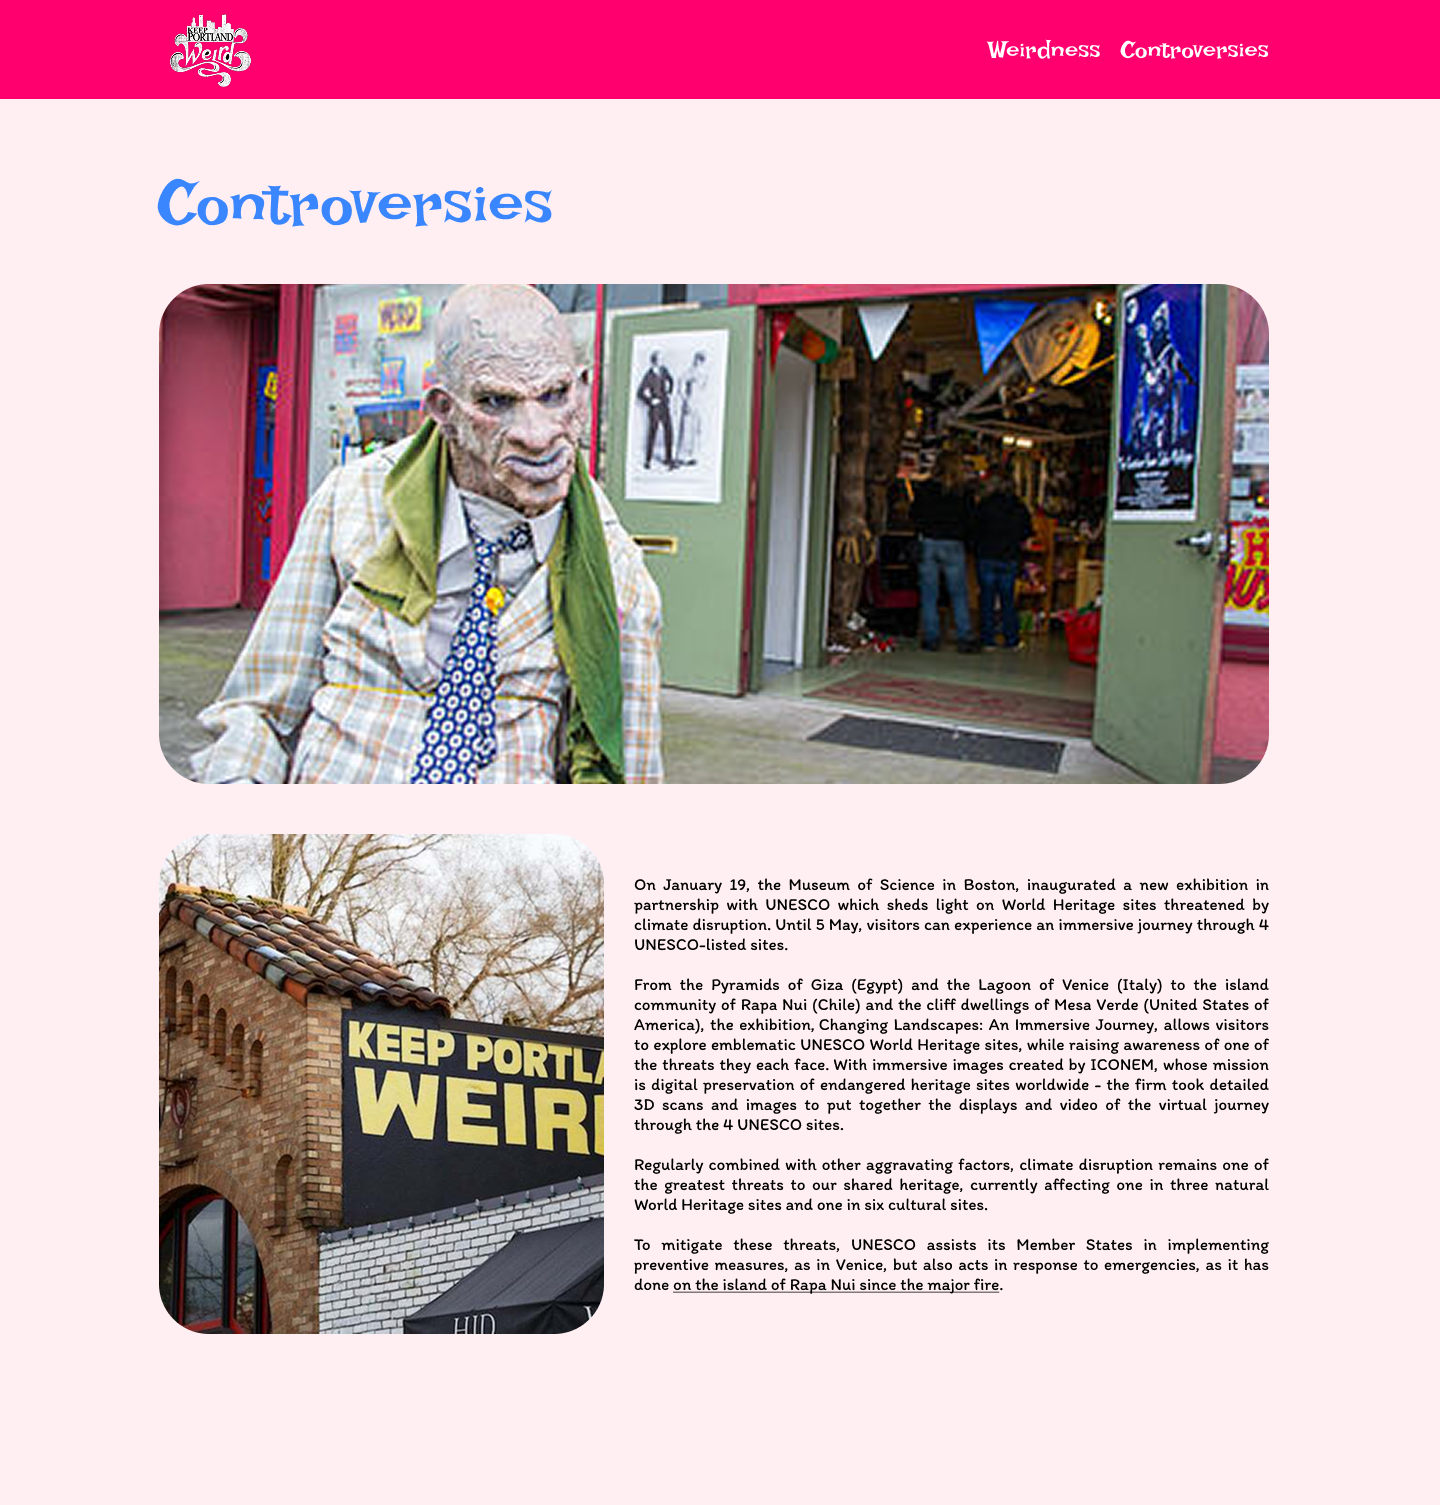 KEEP
PORTLAND
Weird
Weirdness Controversies
Controversies
KEEP PORTLA
WEIR
HID
On January 19, the Museum of Science in Boston, inaugurated a new exhibition in
partnership with UNESCO which sheds light on World Heritage sites threatened by
climate disruption. Until 5 May, visitors can experience an immersive journey through 4
UNESCO-listed sites.
From the Pyramids of Giza (Egypt) and the Lagoon of Venice (Italy) to the island
community of Rapa Nui (Chile) and the cliff dwellings of Mesa Verde (United States of
America), the exhibition, Changing Landscapes: An Immersive Journey, allows visitors
to explore emblematic UNESCO World Heritage sites, while raising awareness of one of
the threats they each face. With immersive images created by ICONEM, whose mission
is digital preservation of endangered heritage sites worldwide - the firm took detailed
3D scans and images to put together the displays and video of the virtual journey
through the 4 UNESCO sites.
Regularly combined with other aggravating factors, climate disruption remains one of
the greatest threats to our shared heritage, currently affecting one in three natural
World Heritage sites and one in six cultural sites.
To mitigate these threats, UNESCO assists its Member States in implementing
preventive measures, as in Venice, but also acts in response to emergencies, as it has
done on the island of Rapa Nui since the major fire.